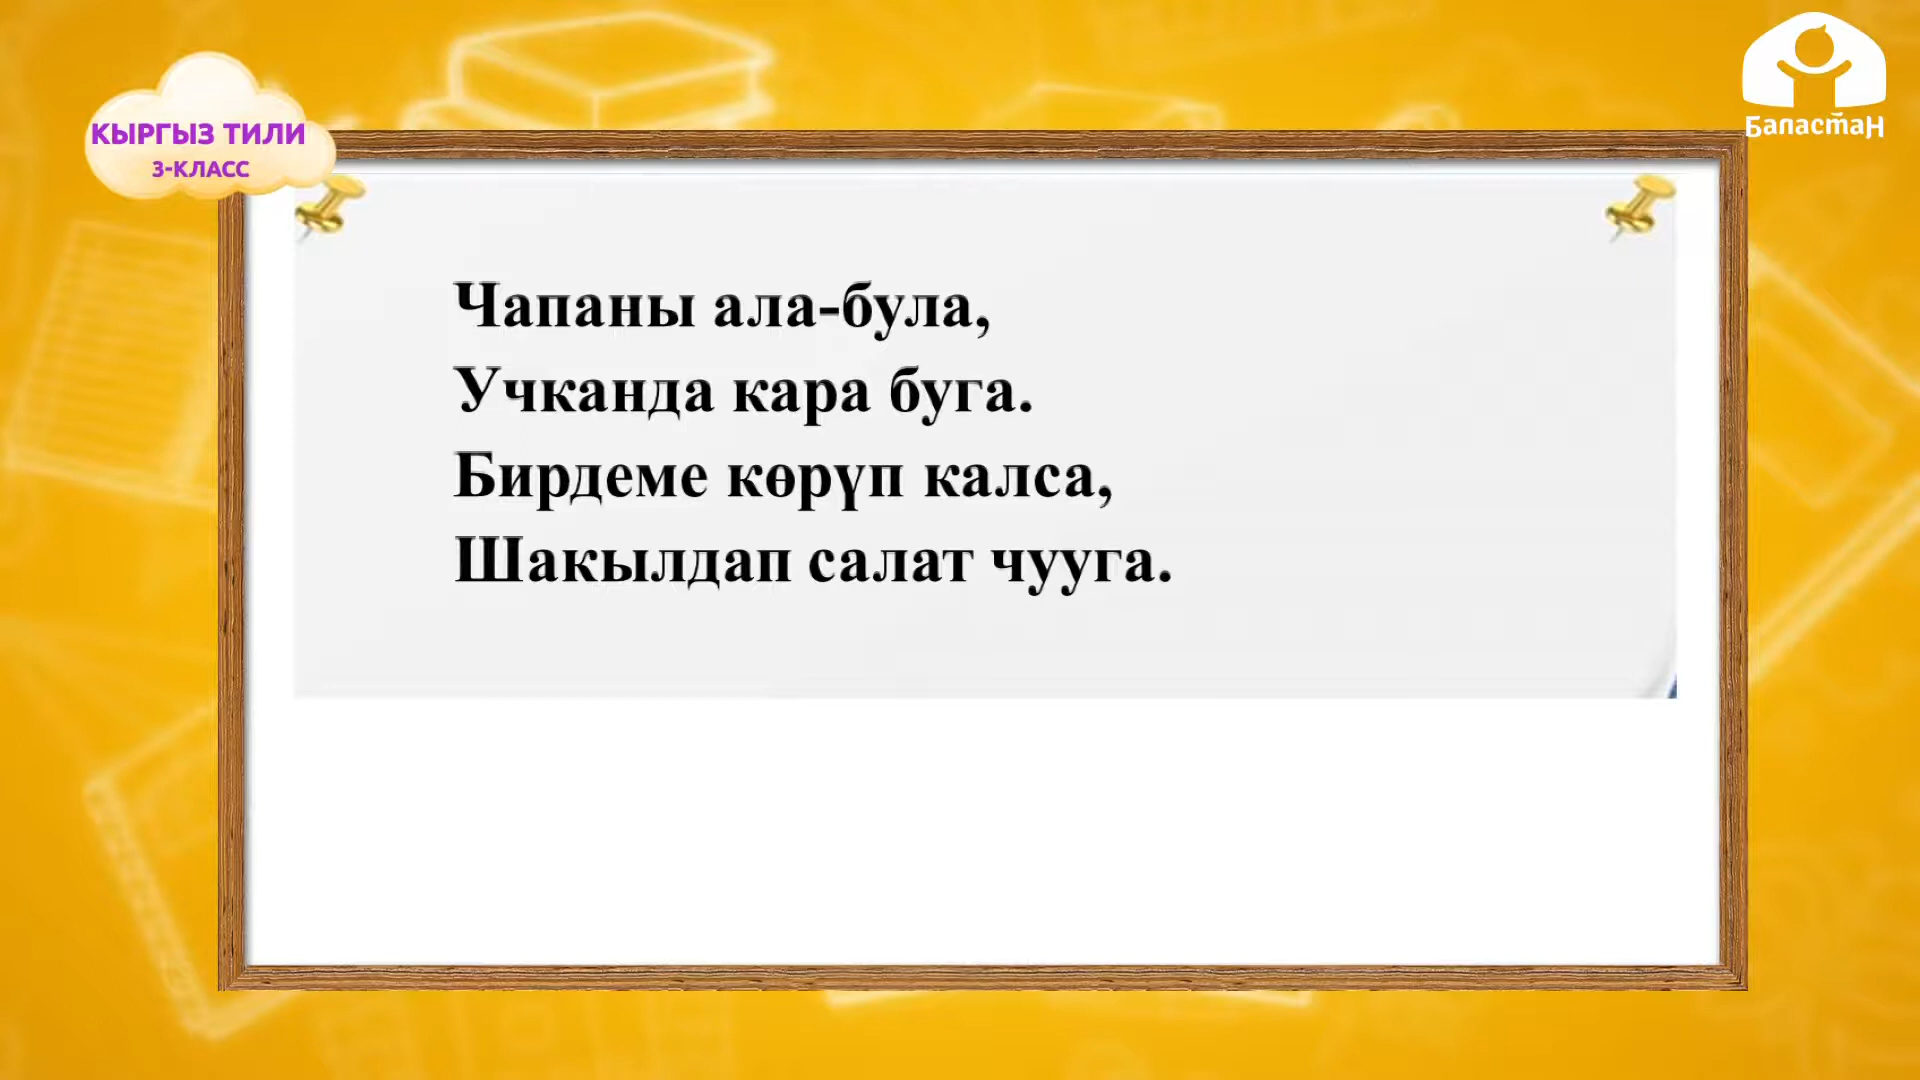 КЫРГЫЗ ТИЛИ
3-КЛАСС
Баластан
Чапаны ала-була,
Учканда кара буга.
Бирдеме көрүп калса,
Шакылдап салат чууга.